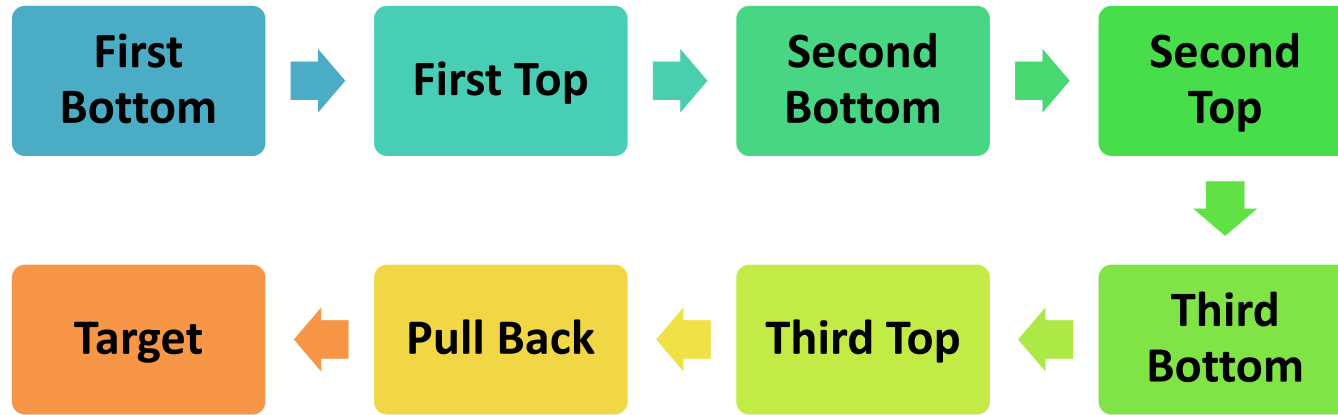 First
Bottom
First Top
Second
Bottom
Second
Top
Third
Bottom
Third Top
Pull Back
Target